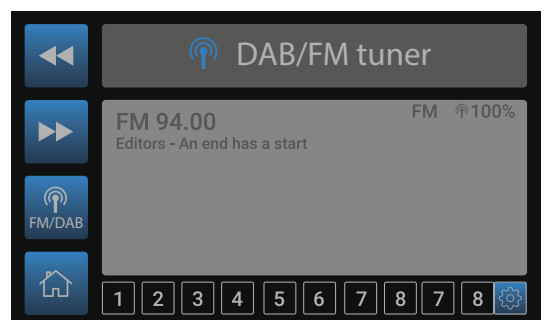 DAB/FM tuner
FM 94.00
FM 100%
Editors - An end has a start
FM/DAB
1 2 3 4 5 6 7 8 7 8